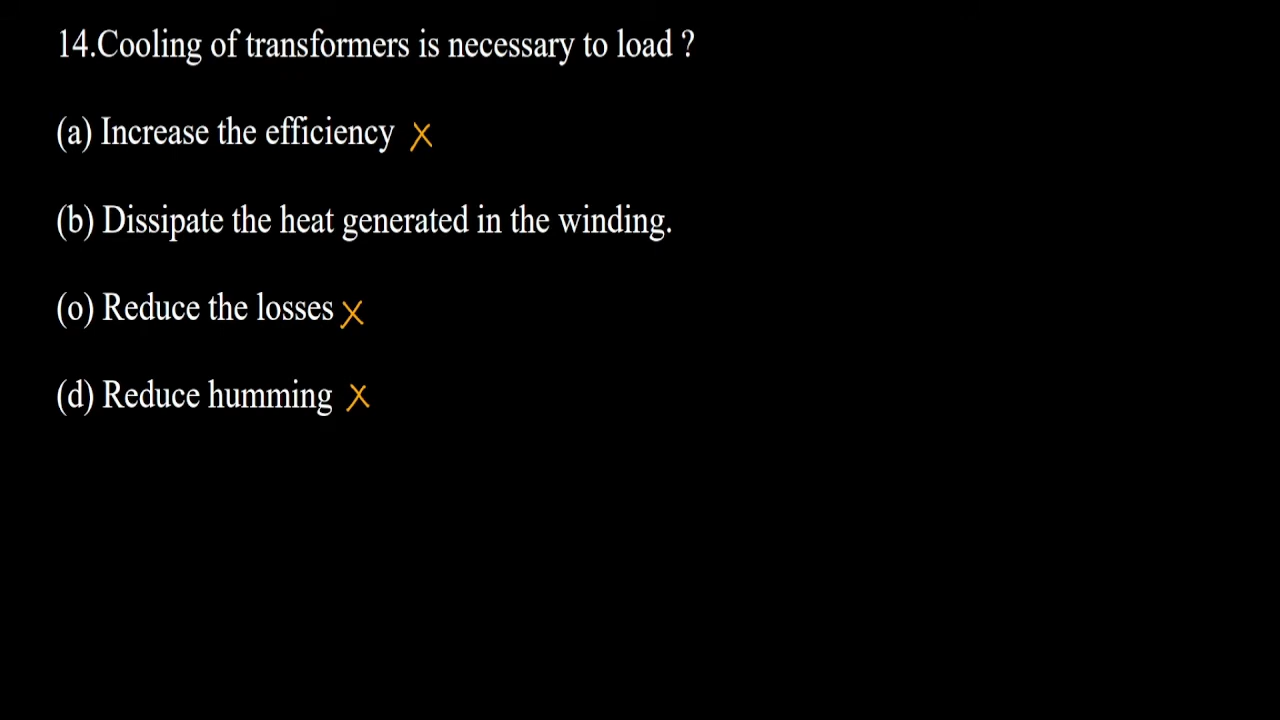 14.Cooling of transformers is necessary to load ?
(a) Increase the efficiency X
(b) Dissipate the heat generated in the winding.
(o) Reduce the losses X
(d) Reduce humming X